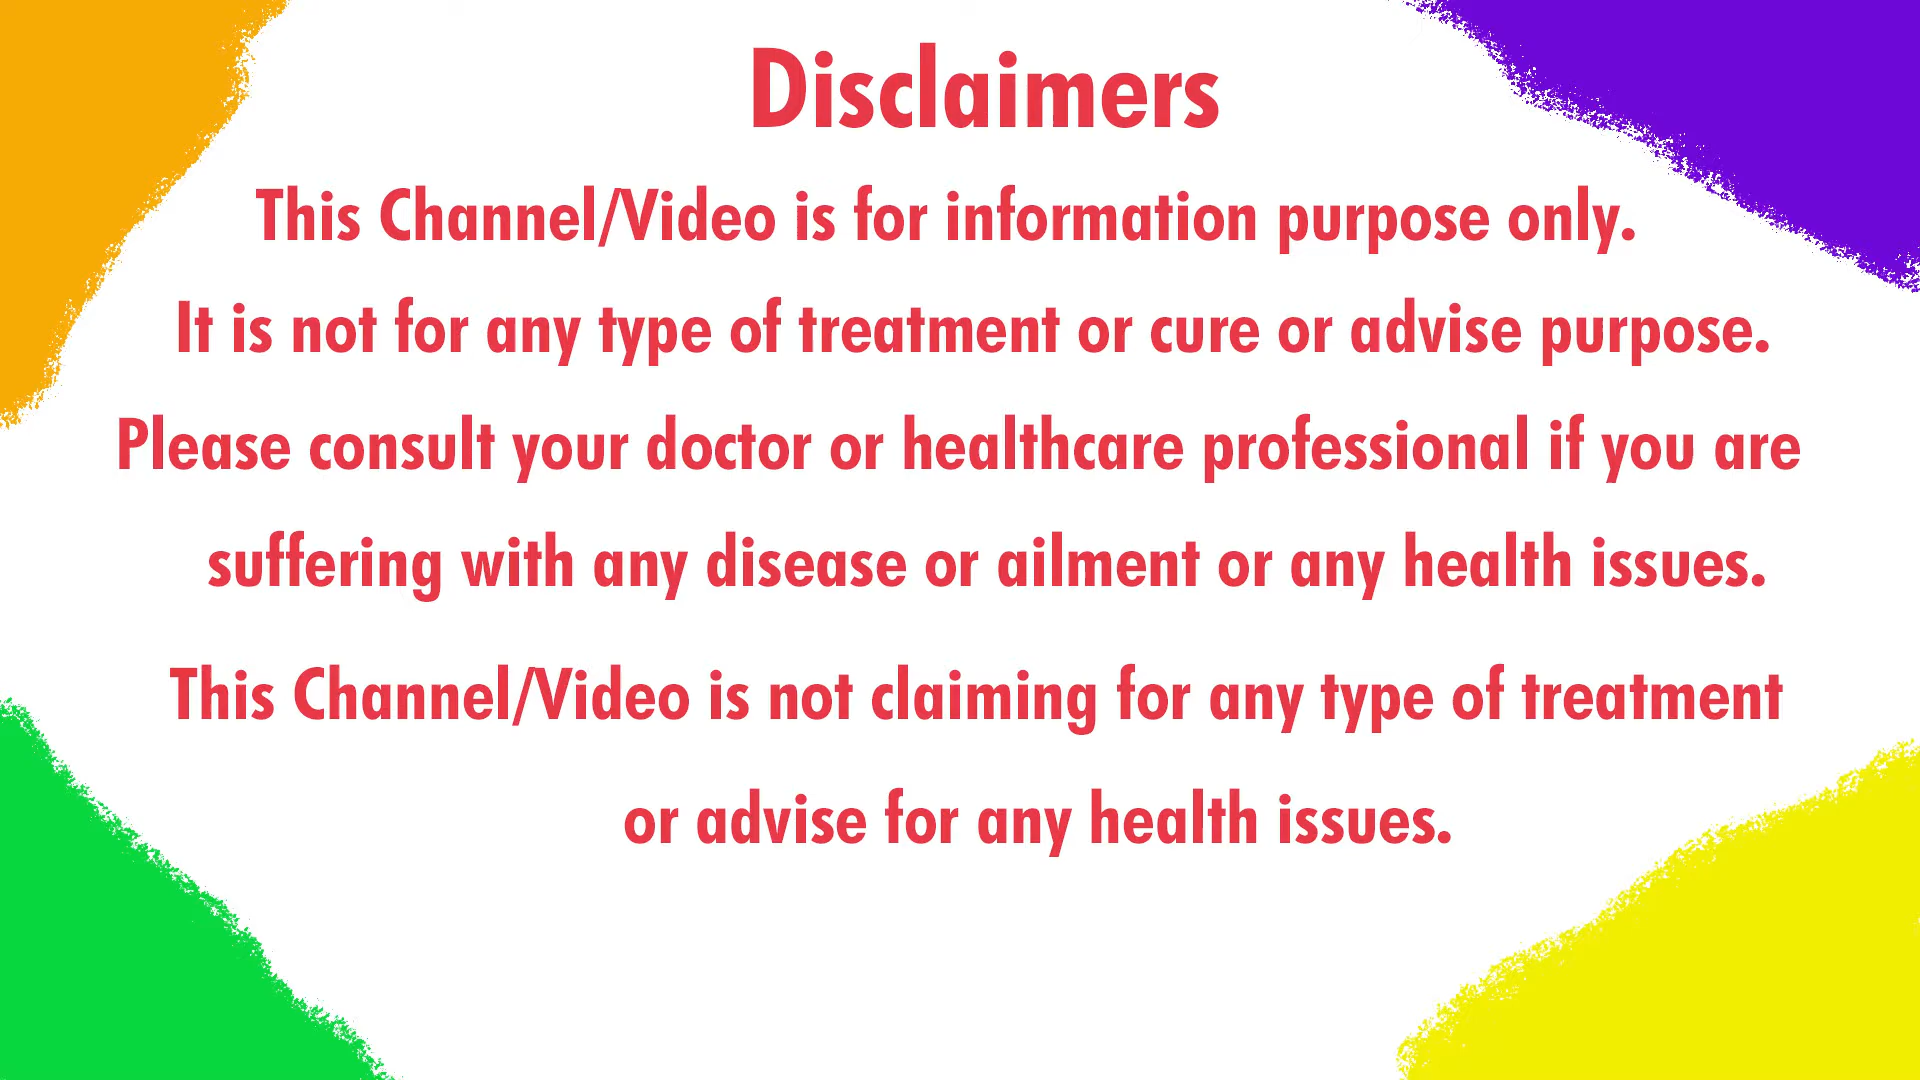 Disclaimers
This Channel/Video is for information purpose only.
It is not for any type of treatment or cure or advise purpose.
Please consult your doctor or healthcare professional if you are
suffering with any disease or ailment or any health issues.
This Channel/Video is not claiming for any type of treatment
or advise for any health issues.